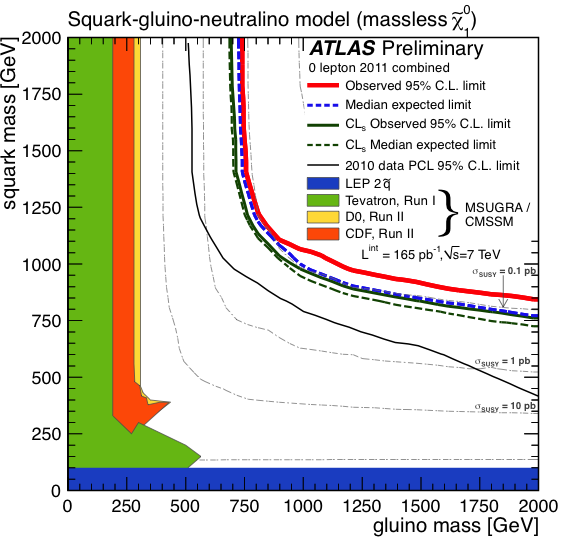 Squark-gluino-neutralino model (massless χ̃₁⁰)
squark mass [GeV]
2000
1750
1500
1250
1000
750
500
250
0
ATLAS Preliminary
0 lepton 2011 combined
Observed 95% C.L. limit
Median expected limit
CLs Observed 95% C.L. limit
CLs Median expected limit
2010 data PCL 95% C.L. limit
LEP 2 q̃
Tevatron, Run I
D0, Run II
CDF, Run II
MSUGRA /
CMSSM
L^int = 165 pb⁻¹, √s=7 TeV
σSUSY = 0.1 pb
σSUSY = 1 pb
σSUSY = 10 pb
0 250 500 750 1000 1250 1500 1750 2000
gluino mass [GeV]